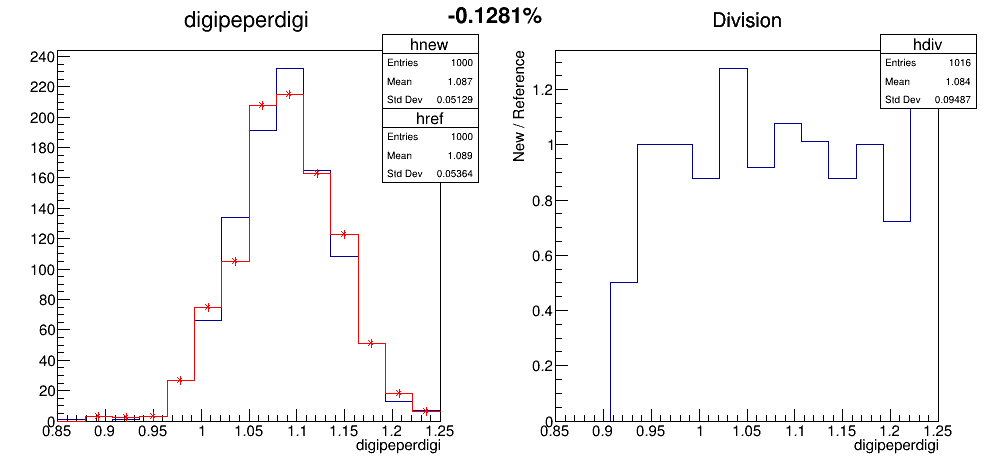 -0.1281%
digipeperdigi
hnew
Entries 1000
Mean 1.087
Std Dev 0.05129
href
Entries 1000
Mean 1.089
Std Dev 0.05364
240
220
200
180
160
140
120
100
80
60
40
20
0
0.85 0.9 0.95 1 1.05 1.1 1.15 1.2 1.25
digipeperdigi
Division
hdiv
Entries 1016
Mean 1.084
Std Dev 0.09487
New / Reference
1.2
1
0.8
0.6
0.4
0.2
0
0.85 0.9 0.95 1 1.05 1.1 1.15 1.2 1.25
digipeperdigi